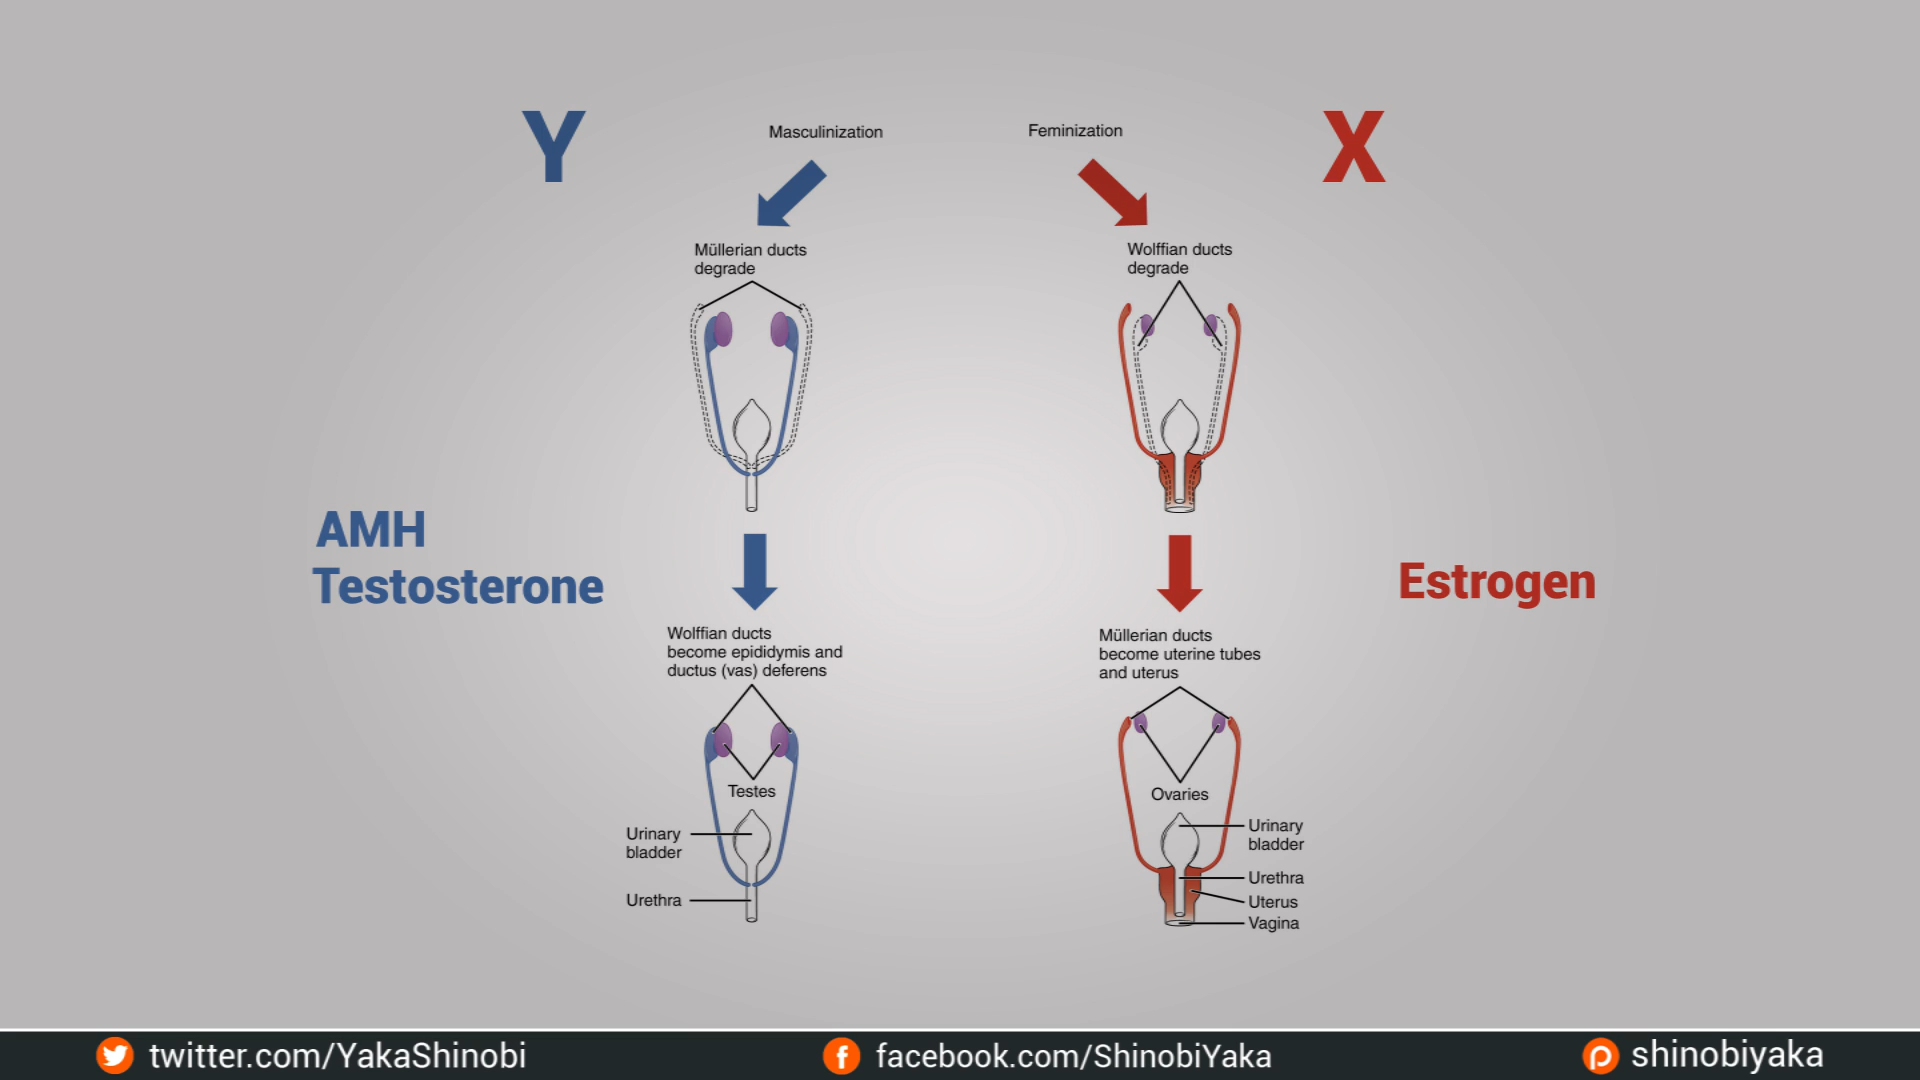 Y
Masculinization
Feminization
X
Müllerian ducts
degrade
Wolffian ducts
degrade
AMH
Testosterone
Estrogen
Wolffian ducts
become epididymis and
ductus (vas) deferens
Müllerian ducts
become uterine tubes
and uterus
Testes
Ovaries
Urinary
bladder
Urethra
Urinary
bladder
Urethra
Uterus
Vagina
twitter.com/YakaShinobi
facebook.com/ShinobiYaka
shinobiyaka